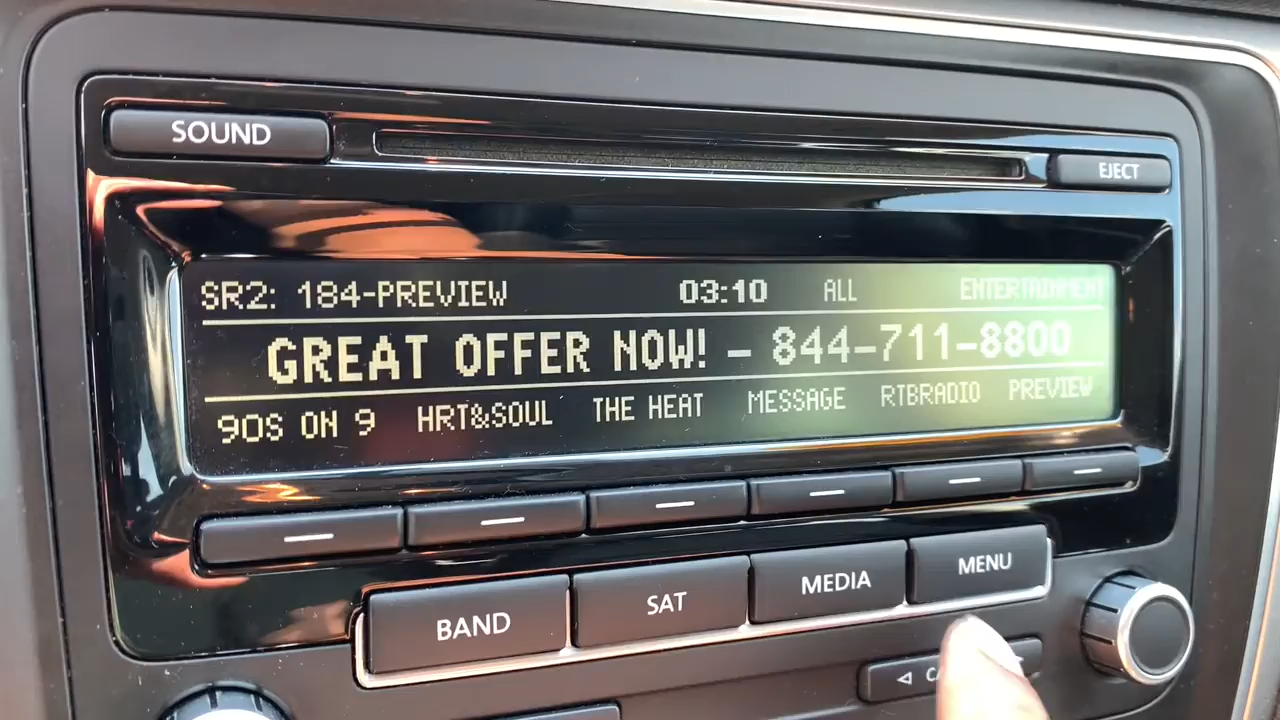 SOUND
EJECT
SR2: 184-PREVIEW 03:10 ALL ENTERTAINMENT
GREAT OFFER NOW! - 844-711-8800
90S ON 9 HRT&SOUL THE HEAT MESSAGE RTBRADIO PREVIEW
BAND SAT MEDIA MENU